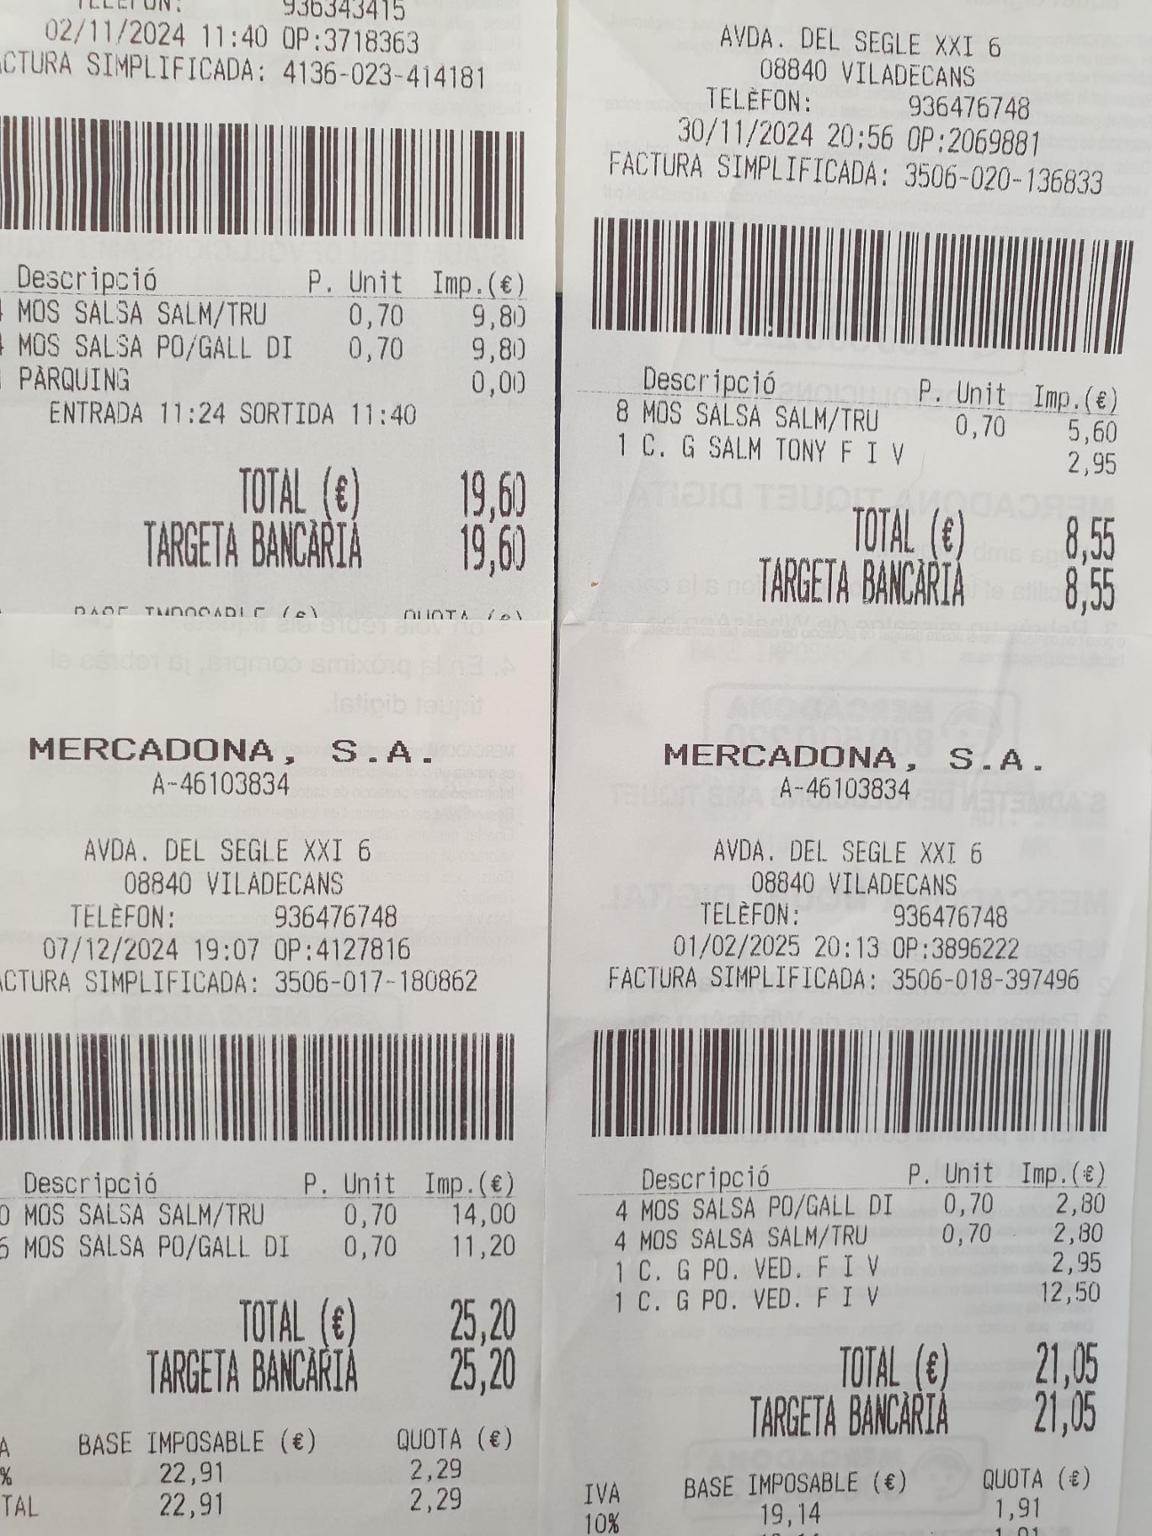 TELÈFON: 936343415
02/11/2024 11:40 OP:3718363
CTURA SIMPLIFICADA: 4136-023-414181
Descripció P. Unit Imp.(€)
MOS SALSA SALM/TRU 0,70 9,80
MOS SALSA PO/GALL DI 0,70 9,80
PÀRQUING 0,00
ENTRADA 11:24 SORTIDA 11:40
TOTAL (€) 19,60
TARGETA BANCÀRIA 19,60
BASE IMPOSABLE (€) QUOTA (€)
AVDA. DEL SEGLE XXI 6
08840 VILADECANS
TELÈFON: 936476748
30/11/2024 20:56 OP:2069881
FACTURA SIMPLIFICADA: 3506-020-136833
Descripció P. Unit Imp.(€)
8 MOS SALSA SALM/TRU 0,70 5,60
1 C. G SALM TONY F I V 2,95
TOTAL (€) 8,55
TARGETA BANCÀRIA 8,55
MERCADONA, S.A.
A-46103834
AVDA. DEL SEGLE XXI 6
08840 VILADECANS
TELÈFON: 936476748
07/12/2024 19:07 OP:4127816
CTURA SIMPLIFICADA: 3506-017-180862
Descripció P. Unit Imp.(€)
0 MOS SALSA SALM/TRU 0,70 14,00
6 MOS SALSA PO/GALL DI 0,70 11,20
TOTAL (€) 25,20
TARGETA BANCÀRIA 25,20
A BASE IMPOSABLE (€) QUOTA (€)
% 22,91 2,29
TAL 22,91 2,29
MERCADONA, S.A.
A-46103834
AVDA. DEL SEGLE XXI 6
08840 VILADECANS
TELÈFON: 936476748
01/02/2025 20:13 OP:3896222
FACTURA SIMPLIFICADA: 3506-018-397496
Descripció P. Unit Imp.(€)
4 MOS SALSA PO/GALL DI 0,70 2,80
4 MOS SALSA SALM/TRU 0,70 2,80
1 C. G PO. VED. F I V 2,95
1 C. G PO. VED. F I V 12,50
TOTAL (€) 21,05
TARGETA BANCÀRIA 21,05
IVA BASE IMPOSABLE (€) QUOTA (€)
10% 19,14 1,91